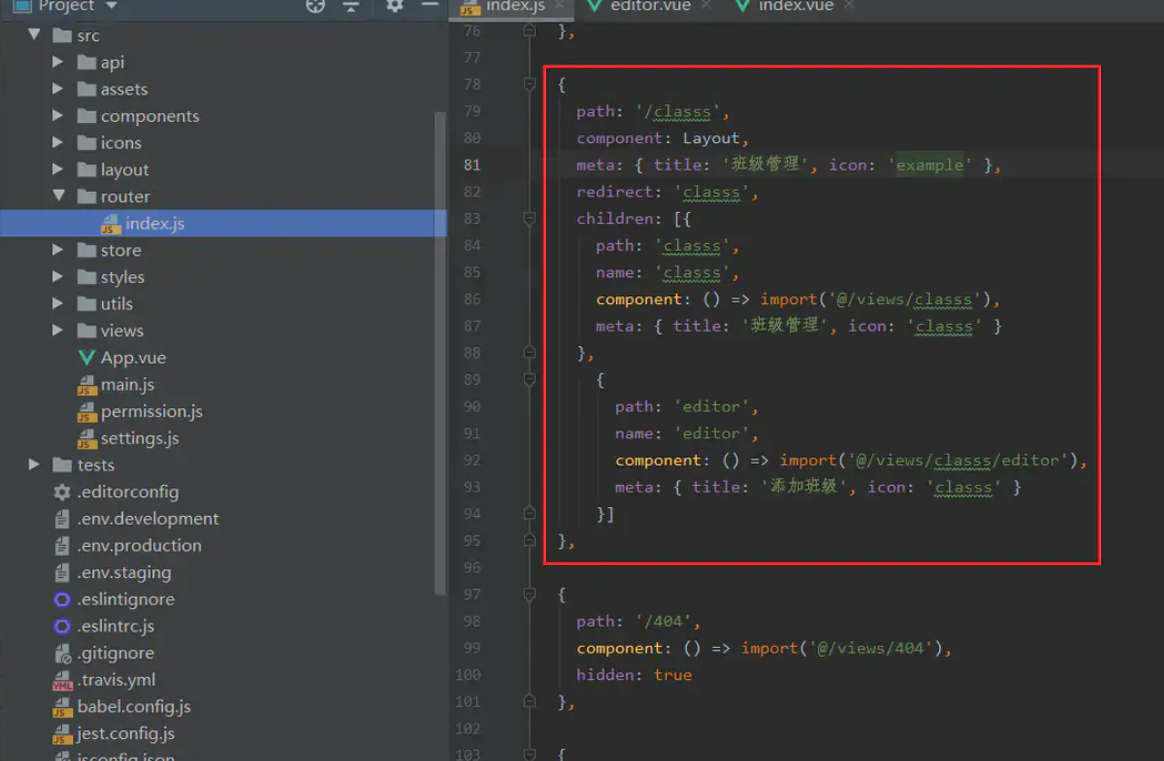 Project
src
api
assets
components
icons
layout
router
index.js
store
styles
utils
views
App.vue
main.js
permission.js
settings.js
tests
.editorconfig
.env.development
.env.production
.env.staging
.eslintignore
.eslintrc.js
.gitignore
.travis.yml
babel.config.js
jest.config.js
jsconfig.json
index.js
editor.vue
index.vue
76 },
77
78 {
79 path: '/classs',
80 component: Layout,
81 meta: { title: '班级管理', icon: 'example' },
82 redirect: 'classs',
83 children: [{
84 path: 'classs',
85 name: 'classs',
86 component: () => import('@/views/classs'),
87 meta: { title: '班级管理', icon: 'classs' }
88 },
89 {
90 path: 'editor',
91 name: 'editor',
92 component: () => import('@/views/classs/editor'),
93 meta: { title: '添加班级', icon: 'classs' }
94 }]
95 },
96
97 {
98 path: '/404',
99 component: () => import('@/views/404'),
100 hidden: true
101 },
102
103 {